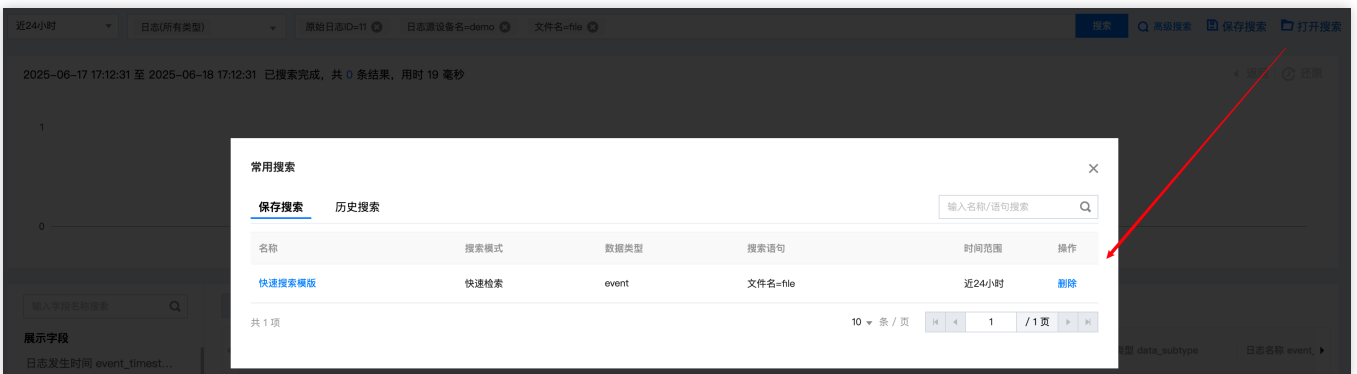 近24小时 日志(所有类型) 原始日志ID=11 日志源设备名=demo 文件名=file 搜索 高级搜索 保存搜索 打开搜索
2025-06-17 17:12:31 至 2025-06-18 17:12:31 已搜索完成，共 0 条结果，用时 19 毫秒 还原
1
常用搜索
保存搜索 历史搜索 输入名称/语句搜索
0
名称 搜索模式 数据类型 搜索语句 时间范围 操作
快速搜索模版 快速检索 event 文件名=file 近24小时 删除
输入字段名称搜索
共 1 项 10 条 / 页 1 / 1 页
展示字段
日志发生时间 event_timest... 类型 data_subtype 日志名称 event_